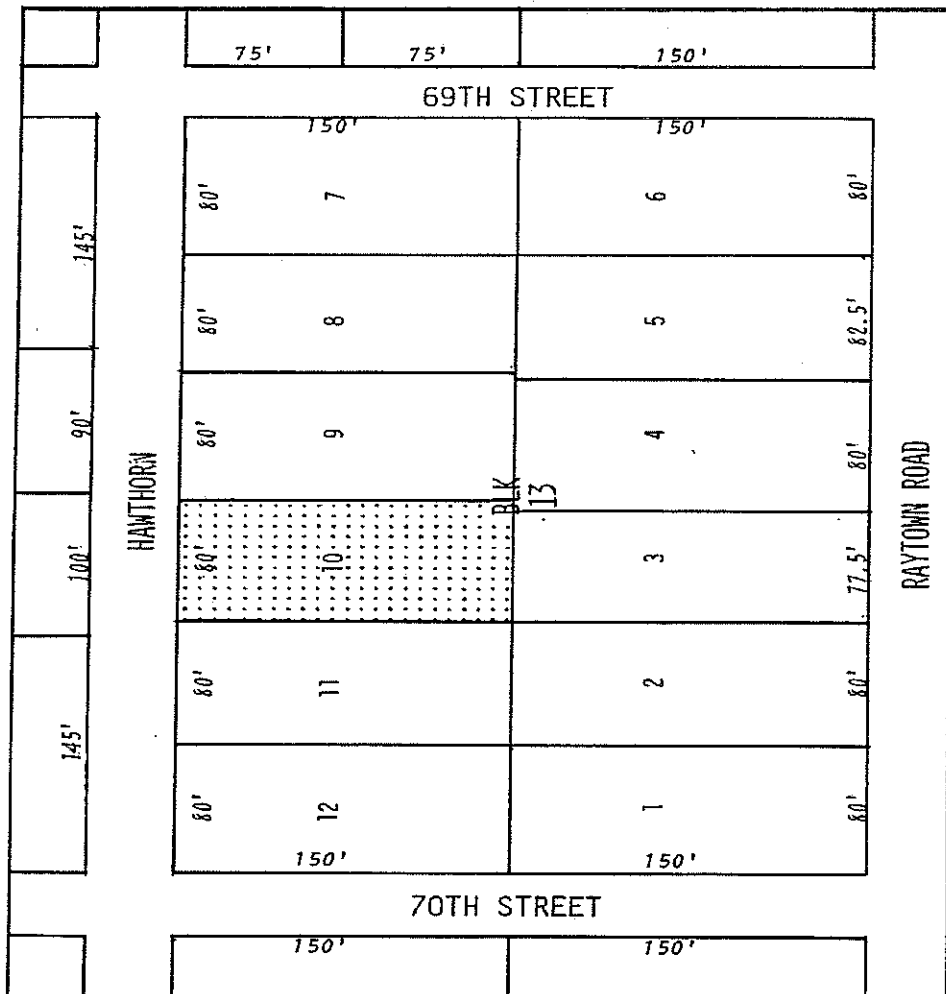 75' 75' 150'
69TH STREET
150' 150'
80' 7 6 80'
145'
80' 8 5 82.5'
90' 80' 9 4 80'
HAWTHORN
BLK
13
RAYTOWN ROAD
100' 80' 10 3 77.5'
80' 11 2 80'
145'
80' 12 1 80'
150' 150'
70TH STREET
150' 150'